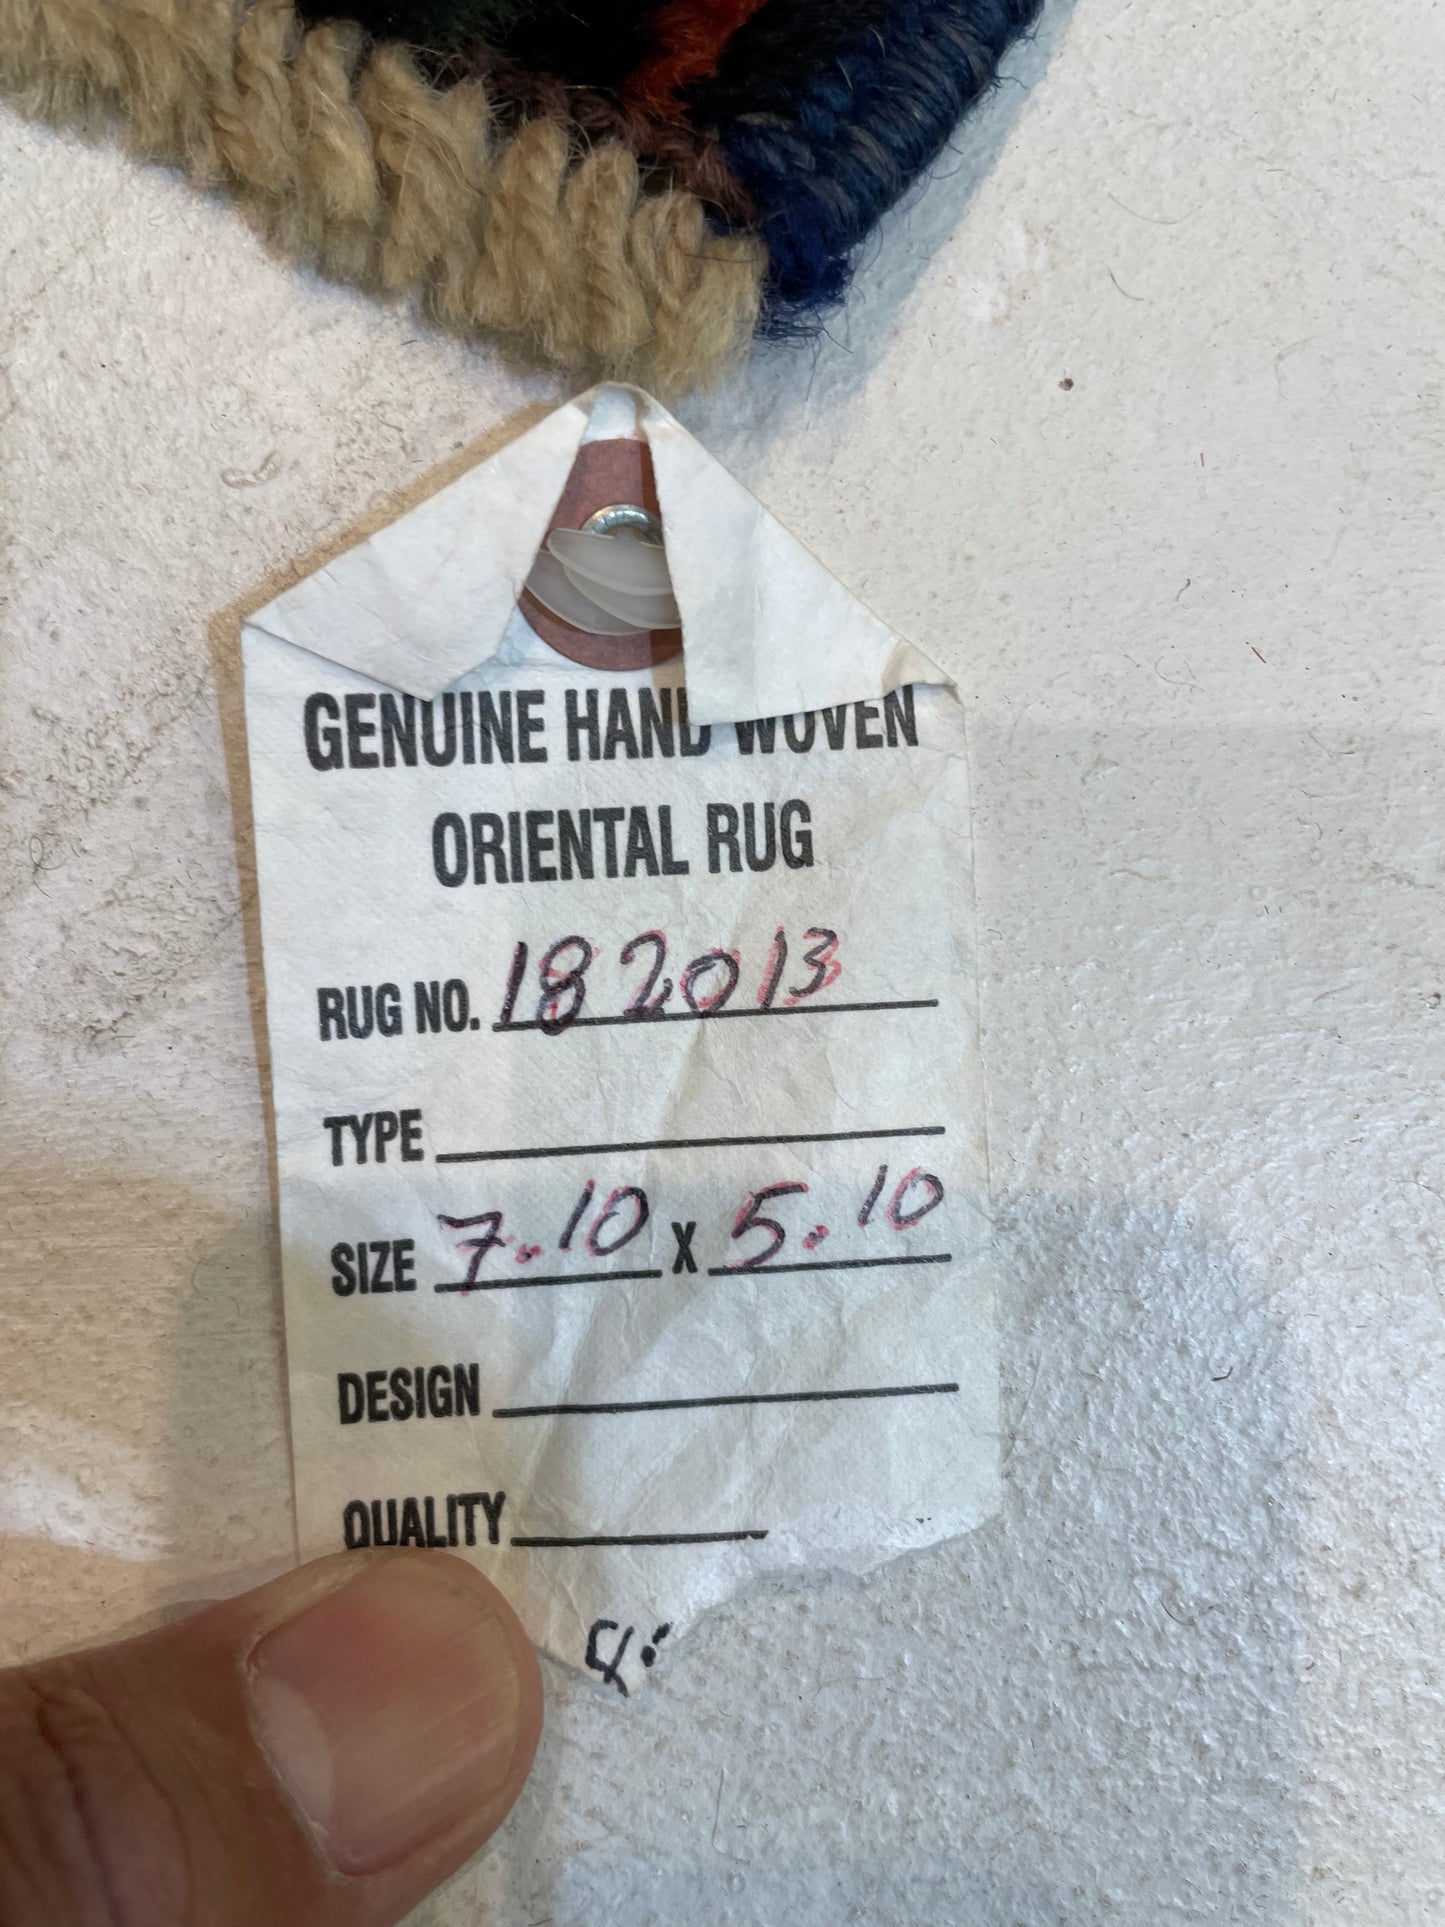 GENUINE HAND WOVEN
ORIENTAL RUG
RUG NO. 182013
TYPE
SIZE 7.10 X 5.10
DESIGN
QUALITY